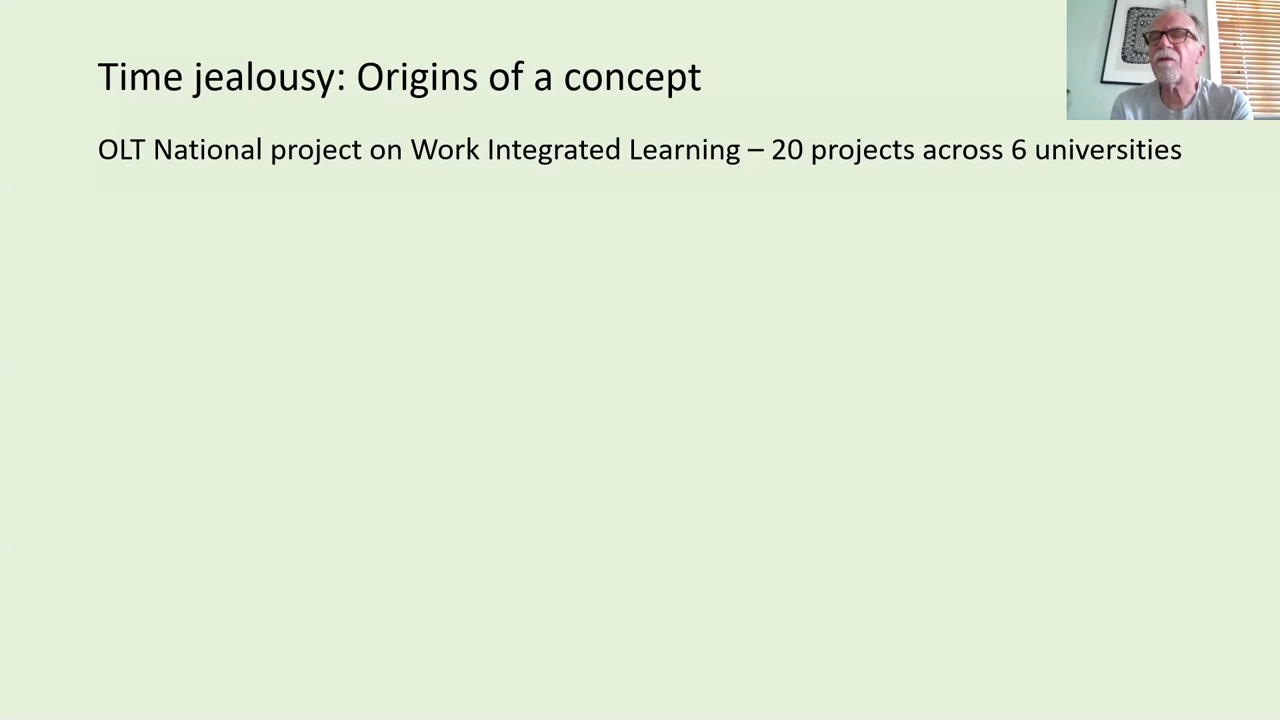 Time jealousy: Origins of a concept
OLT National project on Work Integrated Learning – 20 projects across 6 universities